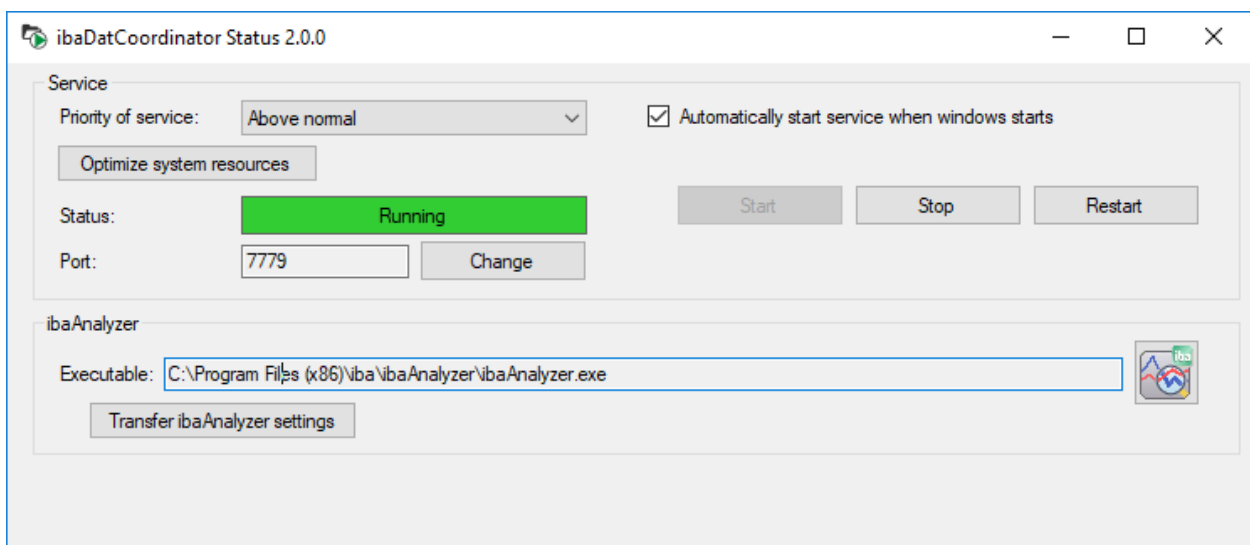 ibaDatCoordinator Status 2.0.0
Service
Priority of service: Above normal Automatically start service when windows starts
Optimize system resources
Status: Running Start Stop Restart
Port: 7779 Change
ibaAnalyzer
Executable: C:\Program Files (x86)\iba\ibaAnalyzer\ibaAnalyzer.exe iba
Transfer ibaAnalyzer settings